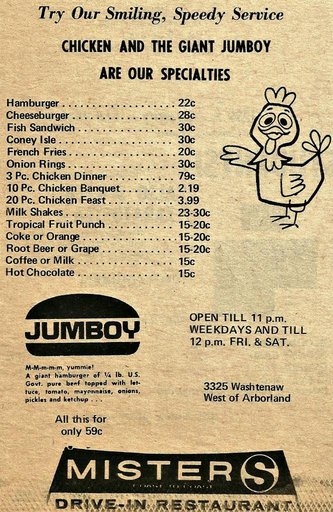 Try Our Smiling, Speedy Service
CHICKEN AND THE GIANT JUMBOY
ARE OUR SPECIALTIES
Hamburger . . . . . . . . . . . . . . . . 22c
Cheeseburger . . . . . . . . . . . . . . 28c
Fish Sandwich . . . . . . . . . . . . . . 30c
Coney Isle . . . . . . . . . . . . . . . . 30c
French Fries . . . . . . . . . . . . . . . 20c
Onion Rings . . . . . . . . . . . . . . . 30c
3 Pc. Chicken Dinner . . . . . . . . . 79c
10 Pc. Chicken Banquet . . . . . . . 2.19
20 Pc. Chicken Feast . . . . . . . . . 3.99
Milk Shakes . . . . . . . . . . . . . . . 23-30c
Tropical Fruit Punch . . . . . . . . . 15-20c
Coke or Orange . . . . . . . . . . . . 15-20c
Root Beer or Grape . . . . . . . . . . 15-20c
Coffee or Milk . . . . . . . . . . . . . 15c
Hot Chocolate . . . . . . . . . . . . . 15c
JUMBOY
M-M-m-m-m, yummie!
A giant hamburger of ¼ lb. U.S.
Govt. pure beef topped with let-
tuce, tomato, mayonnaise, onions,
pickles and ketchup . . .
All this for
only 59c
OPEN TILL 11 p.m.
WEEKDAYS AND TILL
12 p.m. FRI. & SAT.
3325 Washtenaw
West of Arborland
MISTER S
COAST TO COAST
DRIVE-IN RESTAURANT